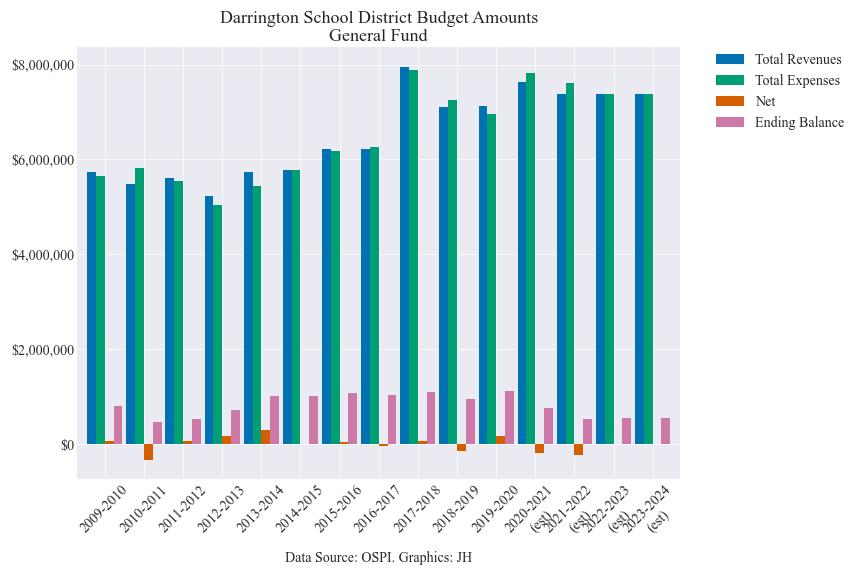 Darrington School District Budget Amounts
General Fund
Total Revenues
Total Expenses
Net
Ending Balance
$8,000,000
$6,000,000
$4,000,000
$2,000,000
$0
2009-2010
2010-2011
2011-2012
2012-2013
2013-2014
2014-2015
2015-2016
2016-2017
2017-2018
2018-2019
2019-2020
2020-2021
(est)
2021-2022
(est)
2022-2023
(est)
2023-2024
(est)
Data Source: OSPI. Graphics: JH